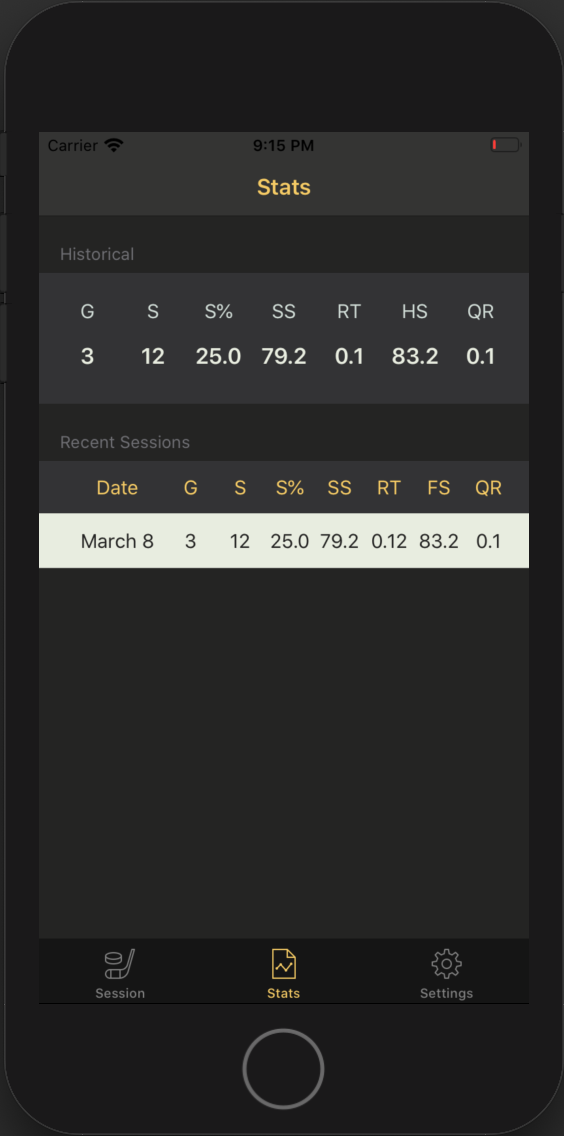 Carrier 9:15 PM
Stats
Historical
G S S% SS RT HS QR
3 12 25.0 79.2 0.1 83.2 0.1
Recent Sessions
Date G S S% SS RT FS QR
March 8 3 12 25.0 79.2 0.12 83.2 0.1
Session Stats Settings